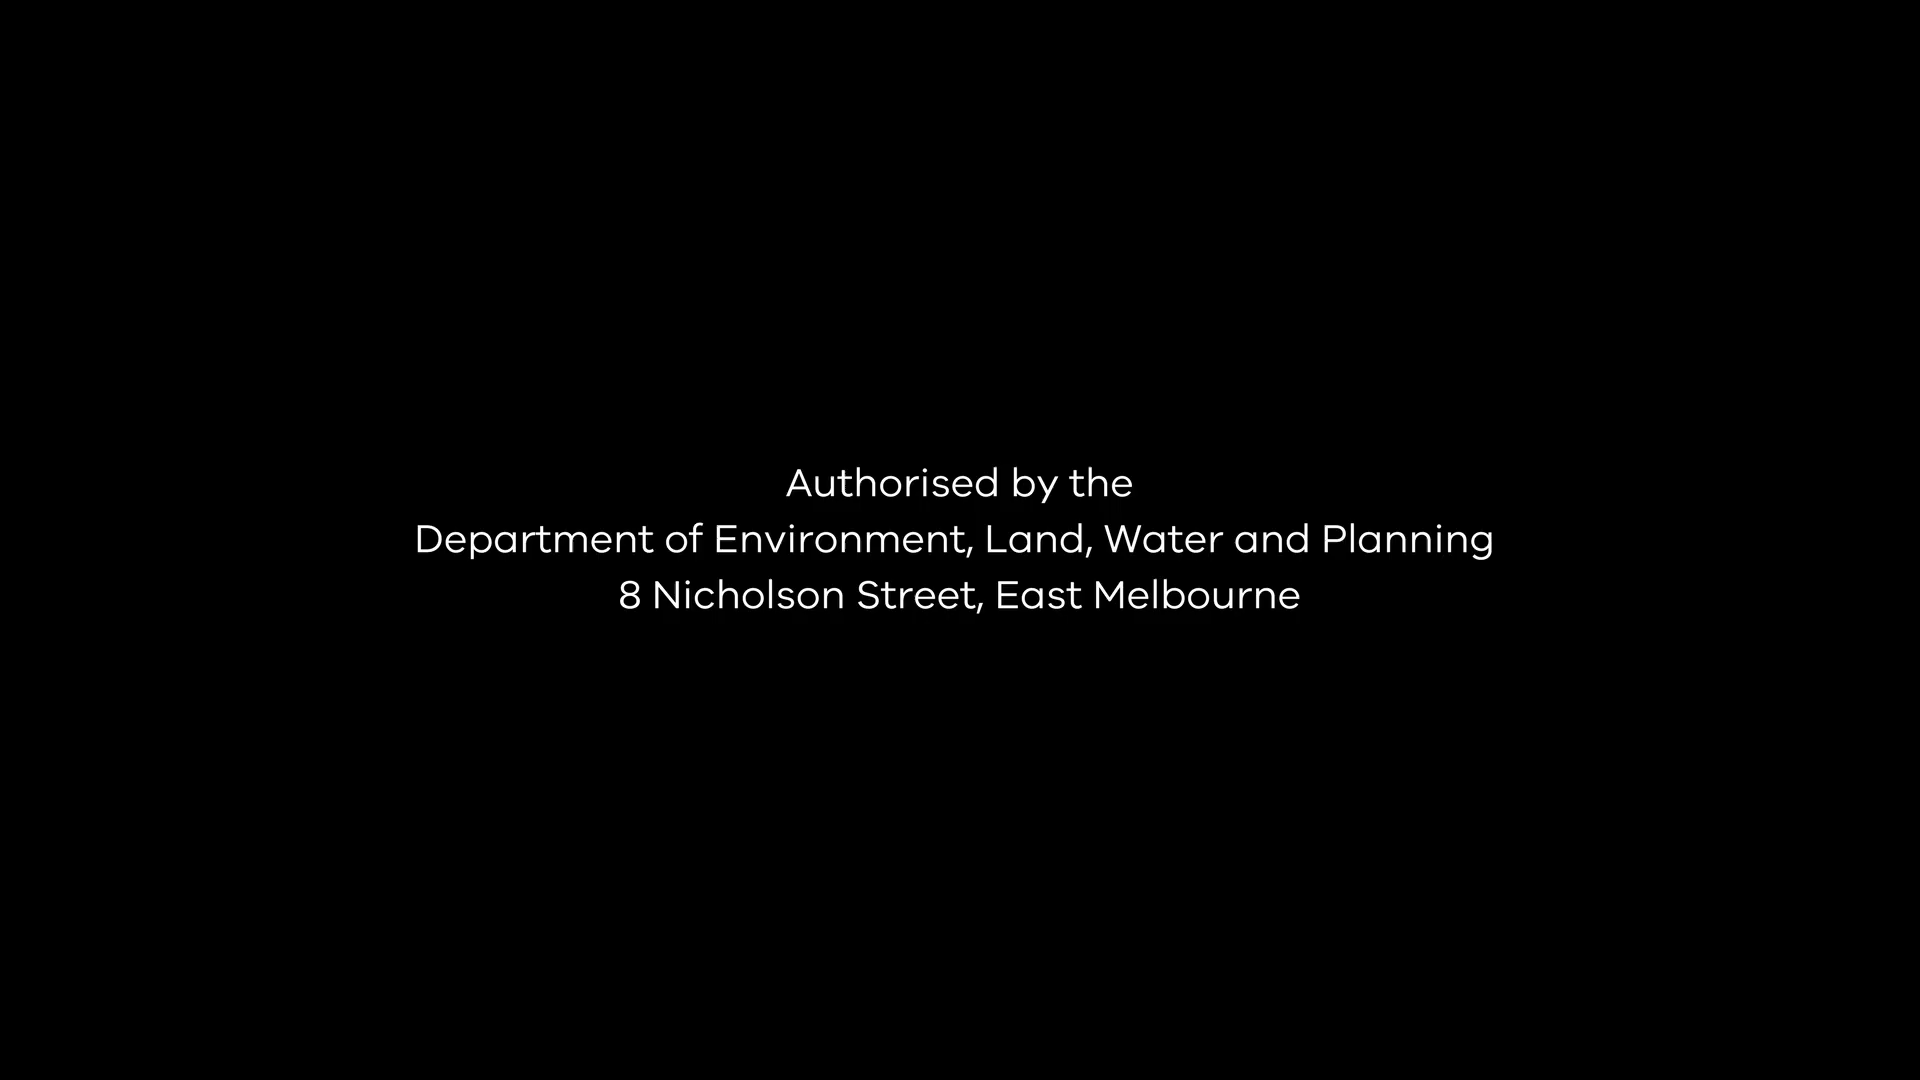 Authorised by the
Department of Environment, Land, Water and Planning
8 Nicholson Street, East Melbourne